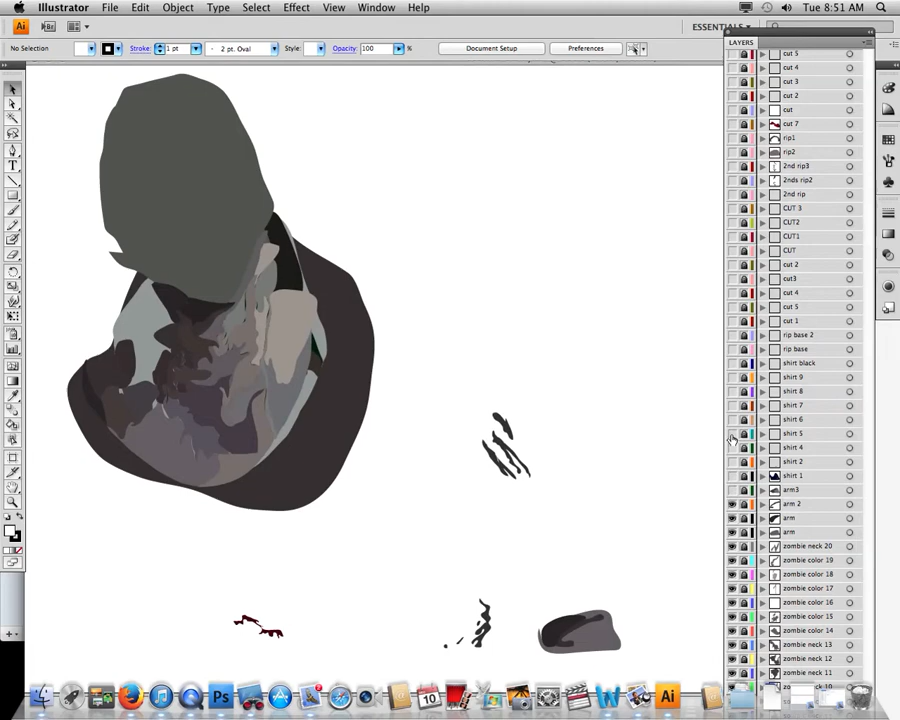 Illustrator File Edit Object Type Select Effect View Window Help Tue 8:51 AM
Ai Br ESSENTIALS
No Selection Stroke: 1 pt 2 pt. Oval Style: Opacity: 100 Document Setup Preferences
LAYERS
cut 5
cut 4
cut 3
cut 2
cut
cut 7
rip1
rip2
2nd rip3
2nds rip2
2nd rip
CUT 3
CUT2
CUT1
CUT
cut 2
cut3
cut 4
cut 5
cut 1
rip base 2
rip base
shirt black
shirt 9
shirt 8
shirt 7
shirt 6
shirt 5
shirt 4
shirt 2
shirt 1
arm3
arm 2
arm
arm
zombie neck 20
zombie color 19
zombie color 18
zombie color 17
zombie color 16
zombie color 15
zombie color 14
zombie neck 13
zombie neck 12
zombie neck 11
Ps 10 W Ai